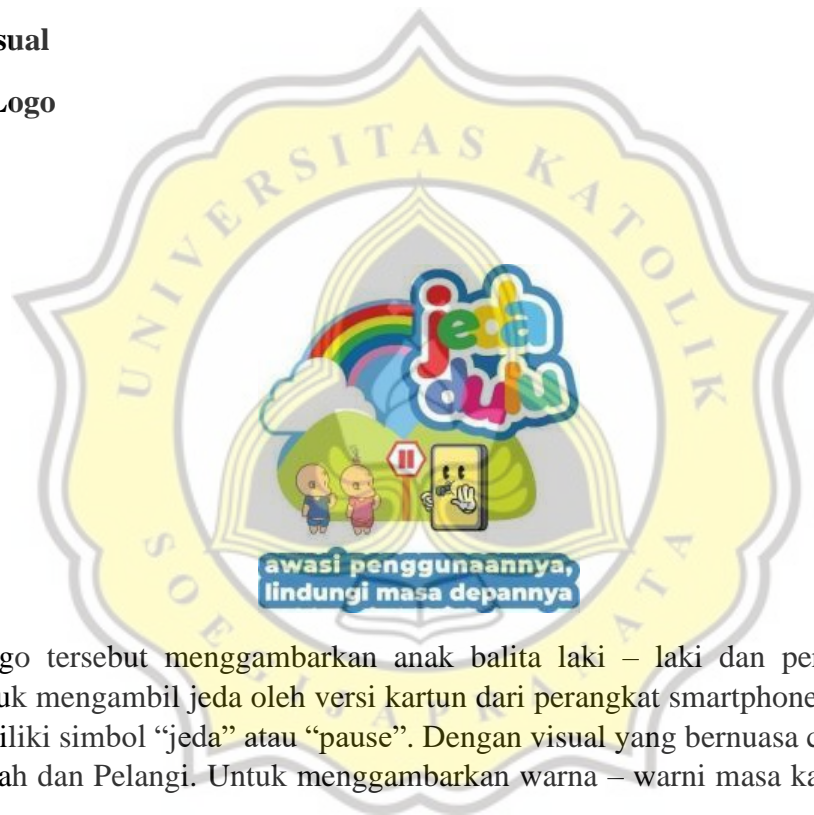 sual
Logo
UNIVERSITAS KATOLIK
SOEGIJAPRANATA
jeda
dulu
awasi penggunaannya,
lindungi masa depannya
go tersebut menggambarkan anak balita laki – laki dan per
uk mengambil jeda oleh versi kartun dari perangkat smartphone
iliki simbol “jeda” atau “pause”. Dengan visual yang bernuasa c
ah dan Pelangi. Untuk menggambarkan warna – warni masa ka